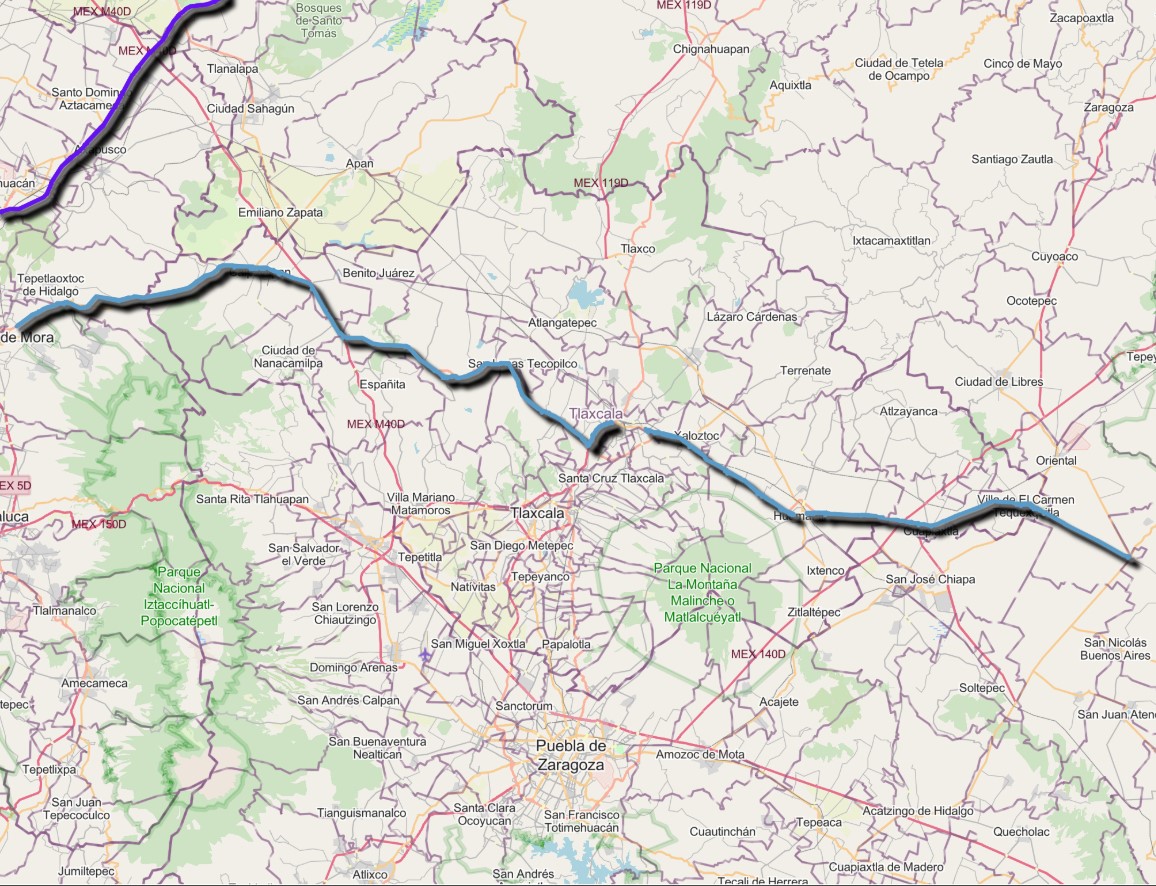 MEX M40D
Bosques
de Santo
Tomás
MEX 119D
Zacapoaxtla
Chignahuapan
Tlanalapa
Ciudad de Tetela
de Ocampo
Cinco de Mayo
Aquixtla
Ciudad Sahagún
Zaragoza
Apan
Santiago Zautla
MEX 119D
Emiliano Zapata
Ixtacamaxtitlan
Tlaxco
Cuyoaco
Tepetlaoxtoc
de Hidalgo
Benito Juárez
Ocotepec
Atlangatepec
Lázaro Cárdenas
de Mora
Ciudad de
Nanacamilpa
Tecopilco
Terrenate
Españita
Ciudad de Libres
Tlaxcala
Atlzayanca
MEX M40D
Xaloztoc
Oriental
Santa Cruz Tlaxcala
Santa Rita Tlahuapan
Villa Mariano
Matamoros
Villa de El Carmen
MEX 150D
Tlaxcala
San Diego Metepec
San Salvador
el Verde
Tepetitla
Parque Nacional
La Montaña
Malinche o
Matlalcuéyatl
Ixtenco
San José Chiapa
Parque
Nacional
Iztaccíhuatl-
Popocatépetl
Tepeyanco
Nativitas
Tlalmanalco
San Lorenzo
Chiautzingo
Zitlaltépec
San Miguel Xoxtla
Papalotla
MEX 140D
San Nicolás
Buenos Aires
Domingo Arenas
Amecameca
Soltepec
San Andrés Calpan
Sanctorum
Acajete
San Juan Aten
San Buenaventura
Nealtican
Puebla de
Zaragoza
Amozoc de Mota
Tepetlixpa
San Juan
Tepecoculco
Tianguismanalco
Santa Clara
Ocoyucan
San Francisco
Totimehuacán
Acatzingo de Hidalgo
Tepeaca
Cuautinchán
Quecholac
Jumiltepec
Atlixco
San Andrés
Cuapiaxtla de Madero
Tecali de Herrera